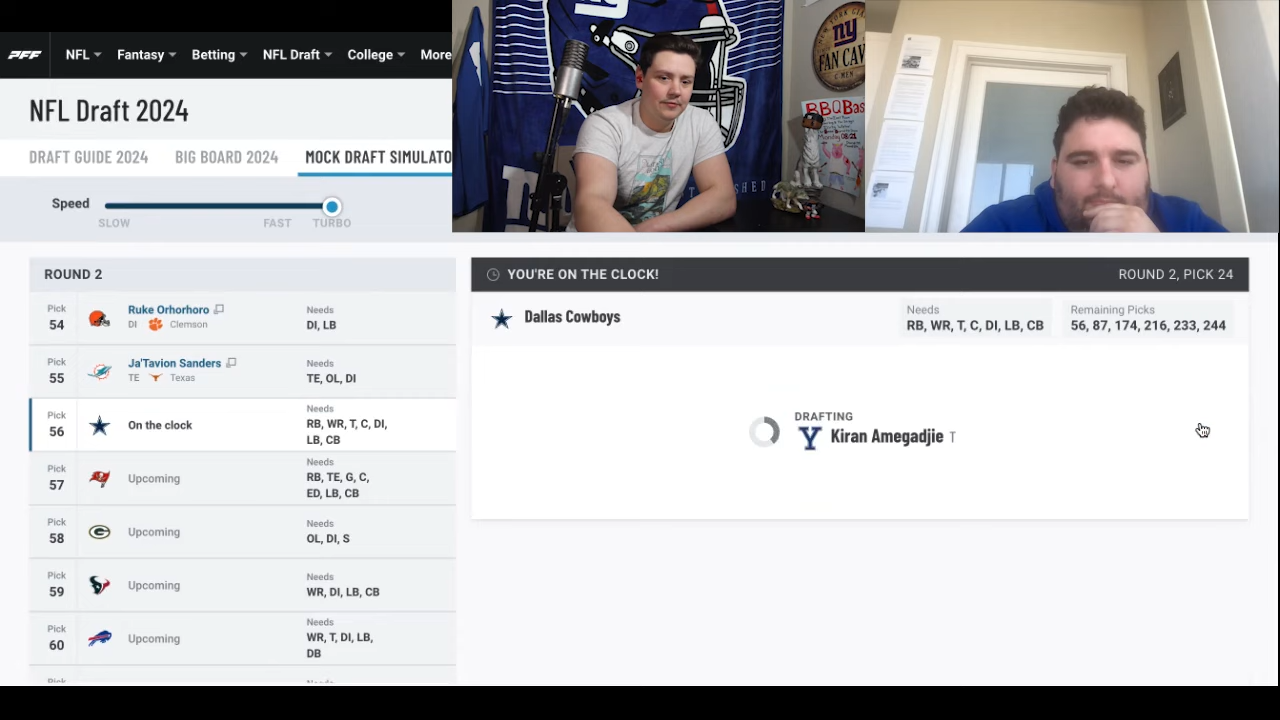 PFF NFL Fantasy Betting NFL Draft College More
NFL Draft 2024
DRAFT GUIDE 2024 BIG BOARD 2024 MOCK DRAFT SIMULATO
Speed
SLOW FAST TURBO
ny
YORK
FAN CAV
BBQ Bas
ROUND 2
Pick
54
Ruke Orhorhoro
DI Clemson
Needs
DI, LB
Pick
55
Ja'Tavion Sanders
TE Texas
Needs
TE, OL, DI
Pick
56
On the clock
Needs
RB, WR, T, C, DI,
LB, CB
Pick
57
Upcoming
Needs
RB, TE, G, C,
ED, LB, CB
Pick
58
Upcoming
Needs
OL, DI, S
Pick
59
Upcoming
Needs
WR, DI, LB, CB
Pick
60
Upcoming
Needs
WR, T, DI, LB,
DB
YOU'RE ON THE CLOCK! ROUND 2, PICK 24
Dallas Cowboys
Needs
RB, WR, T, C, DI, LB, CB
Remaining Picks
56, 87, 174, 216, 233, 244
DRAFTING
Y Kiran Amegadjie T